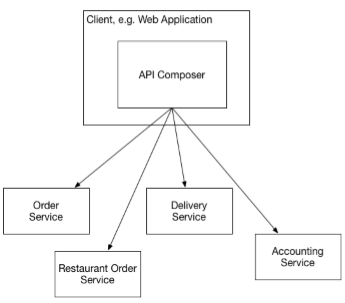 Client, e.g. Web Application
API Composer
Order
Service
Delivery
Service
Restaurant Order
Service
Accounting
Service